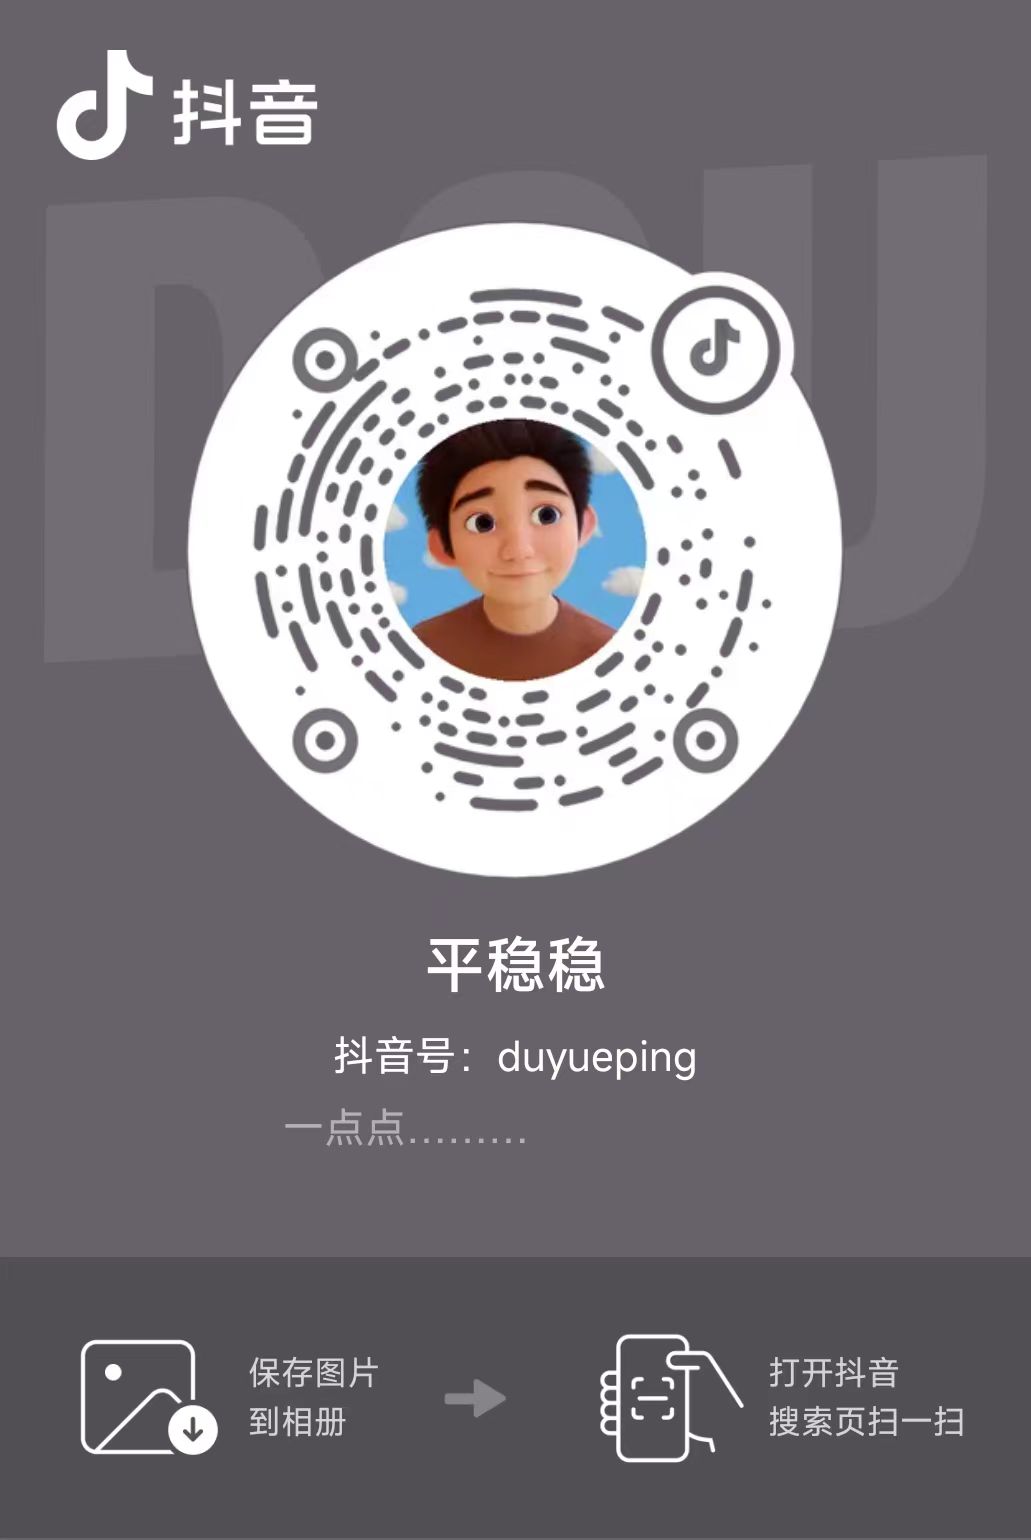 抖音
DOU
平稳稳
抖音号：duyueping
一点点.........
保存图片
到相册
打开抖音
搜索页扫一扫